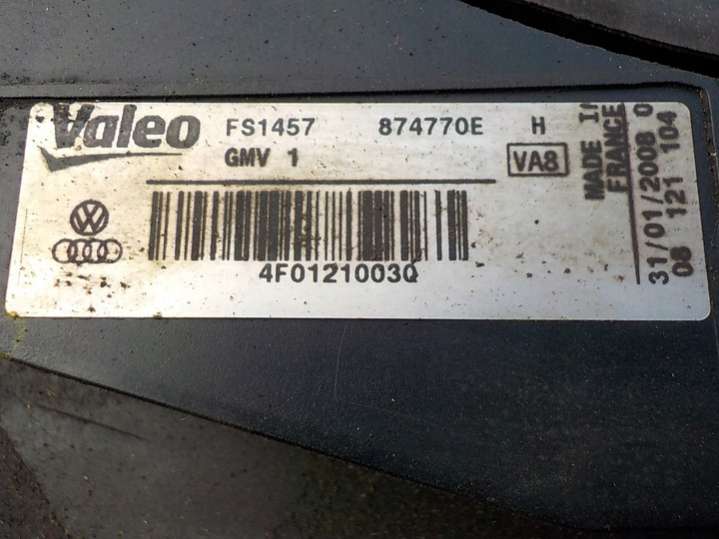 Valeo FS1457 874770E H
GMV 1 VA8
4F0121003Q
MADE IN
FRANCE
31/01/2008 0
08 121 104